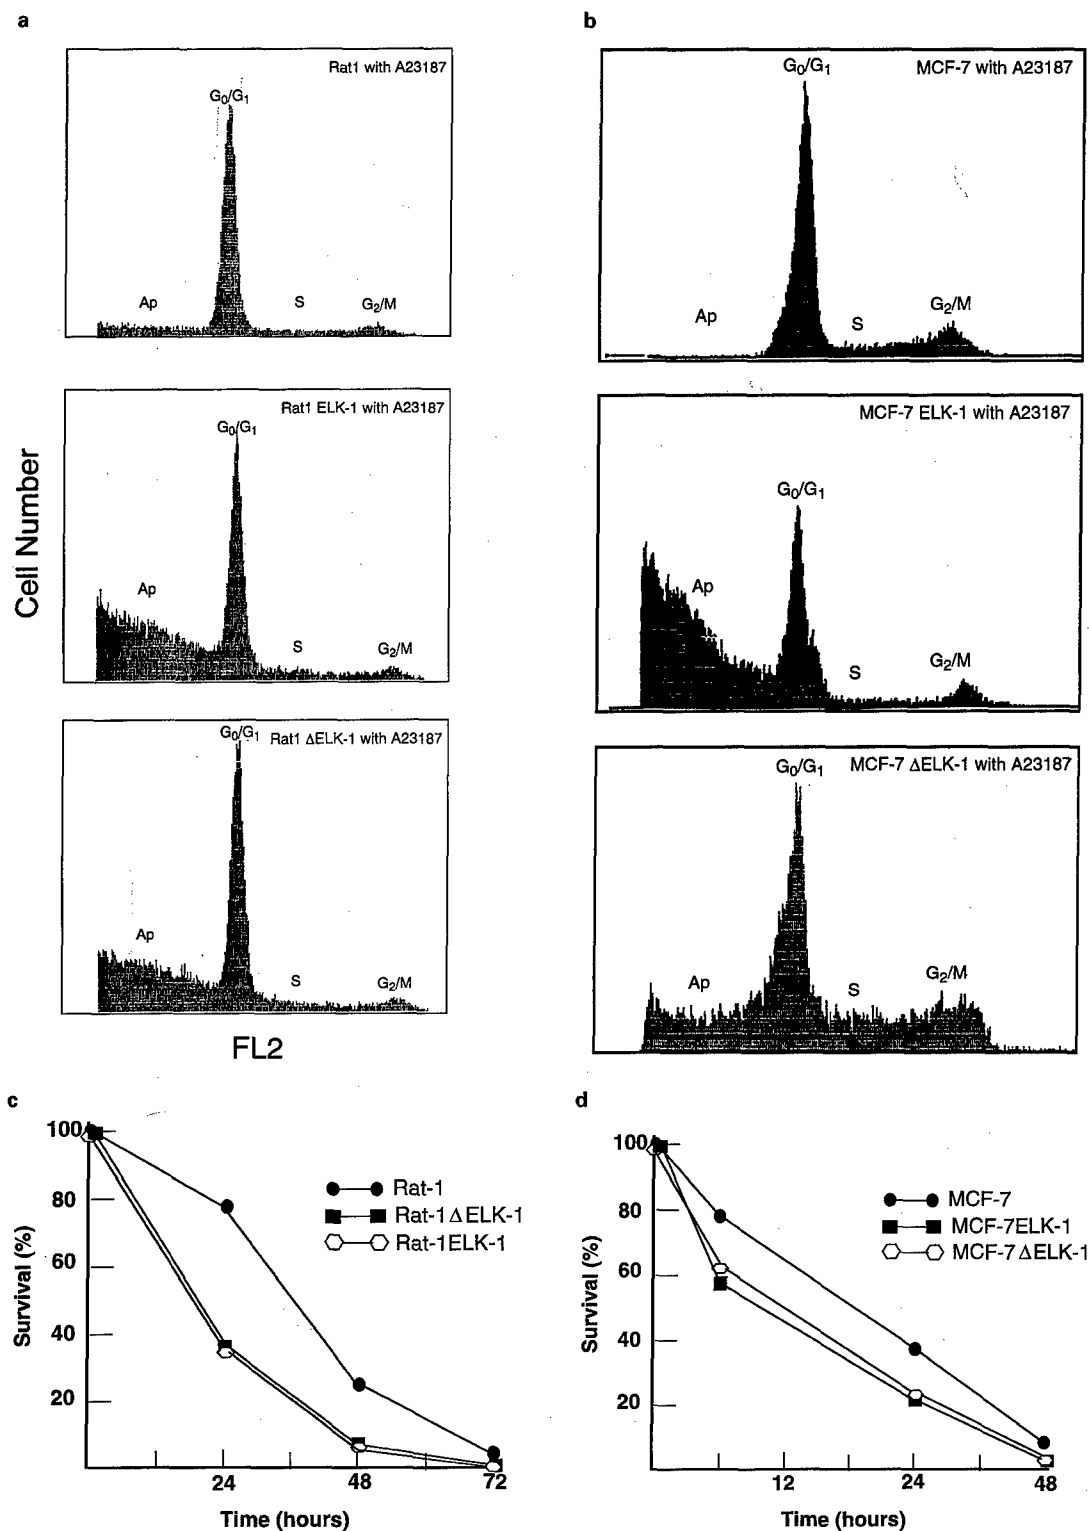 a
Rat1 with A23187
G0/G1
Ap
S
G2/M
Rat1 ELK-1 with A23187
G0/G1
Ap
S
G2/M
Rat1 ΔELK-1 with A23187
G0/G1
Ap
S
G2/M
Cell Number
FL2
b
MCF-7 with A23187
G0/G1
Ap
S
G2/M
MCF-7 ELK-1 with A23187
G0/G1
Ap
S
G2/M
MCF-7 ΔELK-1 with A23187
G0/G1
Ap
S
G2/M
c
100
80
60
40
20
Survival (%)
Rat-1
Rat-1ΔELK-1
Rat-1ELK-1
24
48
72
Time (hours)
d
100
80
60
40
20
Survival (%)
MCF-7
MCF-7ELK-1
MCF-7ΔELK-1
12
24
48
Time (hours)